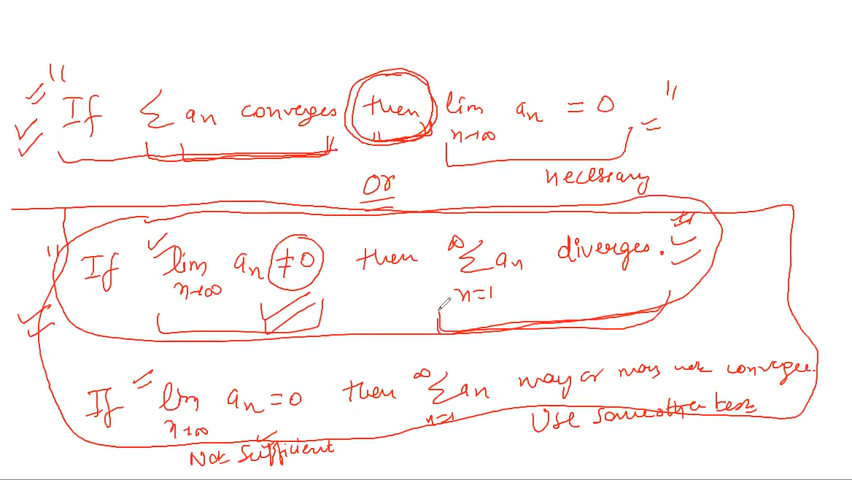 " If ∑ an converges then lim n→∞ an = 0 "
necessary
or
" If lim n→∞ an ≠ 0 then ∞∑n=1 an diverges. "
If lim n→∞ an = 0 then ∞∑n=1 an may or may not converge.
Not sufficient
Use some other test